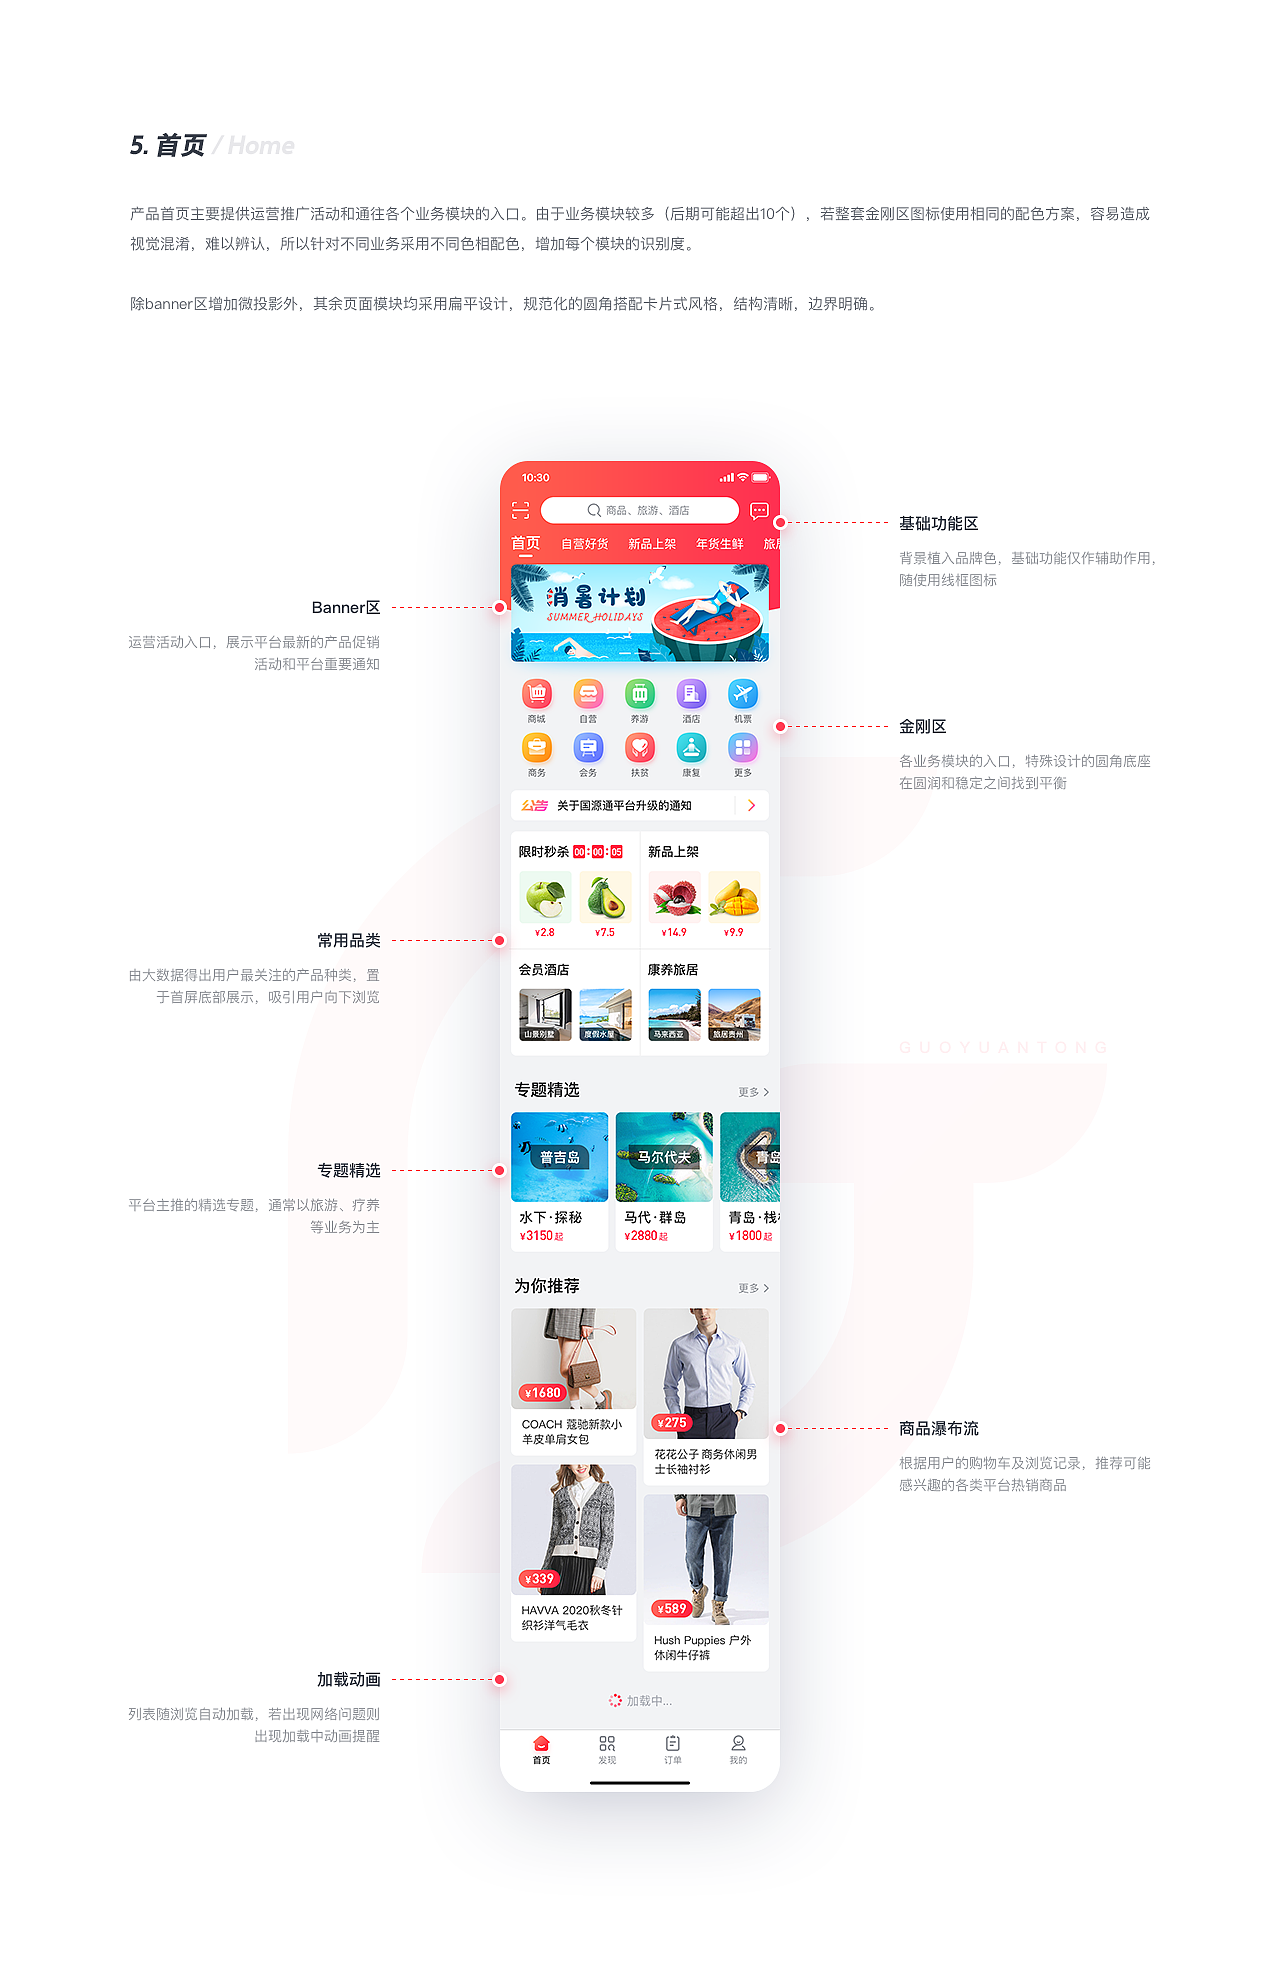 5. 首页 / Home
产品首页主要提供运营推广活动和通往各个业务模块的入口。由于业务模块较多（后期可能超出10个），若整套金刚区图标使用相同的配色方案，容易造成
视觉混淆，难以辨认，所以针对不同业务采用不同色相配色，增加每个模块的识别度。
除banner区增加微投影外，其余页面模块均采用扁平设计，规范化的圆角搭配卡片式风格，结构清晰，边界明确。
10:30
商品、旅游、酒店
首页 自营好货 新品上架 年货生鲜 旅居
基础功能区
背景植入品牌色，基础功能仅作辅助作用，
随使用线框图标
消暑计划
SUMMER HOLIDAYS
Banner区
运营活动入口，展示平台最新的产品促销
活动和平台重要通知
商城 自营 养游 酒店 机票
商务 会务 扶贫 康复 更多
金刚区
各业务模块的入口，特殊设计的圆角底座
在圆润和稳定之间找到平衡
公告 关于国源通平台升级的通知
限时秒杀 00:00:05 新品上架
¥2.8 ¥7.5 ¥14.9 ¥9.9
常用品类
由大数据得出用户最关注的产品种类，置
于首屏底部展示，吸引用户向下浏览
会员酒店 康养旅居
山景别墅 度假水屋 马来西亚 旅居贵州
GUOYUANTONG
专题精选 更多
普吉岛 马尔代夫 青岛
水下·探秘 马代·群岛 青岛·栈
¥3150起 ¥2880起 ¥1800起
专题精选
平台主推的精选专题，通常以旅游、疗养
等业务为主
为你推荐 更多
¥1680
COACH 蔻驰新款小
羊皮单肩女包
¥275
花花公子 商务休闲男
士长袖衬衫
商品瀑布流
根据用户的购物车及浏览记录，推荐可能
感兴趣的各类平台热销商品
¥339
HAVVA 2020秋冬针
织衫洋气毛衣
¥589
Hush Puppies 户外
休闲牛仔裤
加载动画
列表随浏览自动加载，若出现网络问题则
出现加载中动画提醒
加载中...
首页 发现 订单 我的